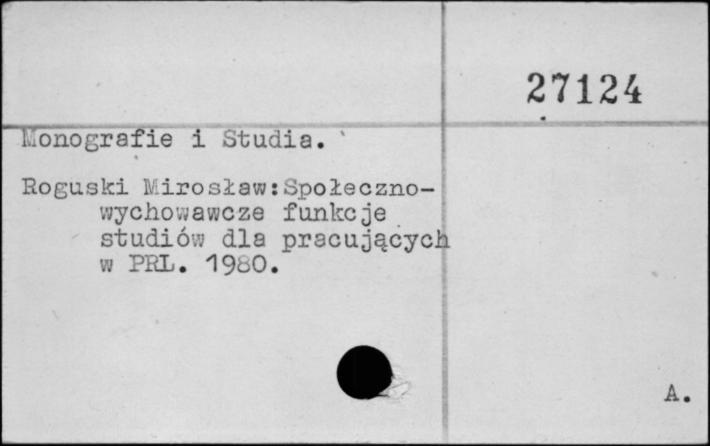 27124
Monografie i Studia.
Roguski Mirosław:Społeczno-
wychowawcze funkcje
studiów dla pracujących
w PRL. 1980.
A.